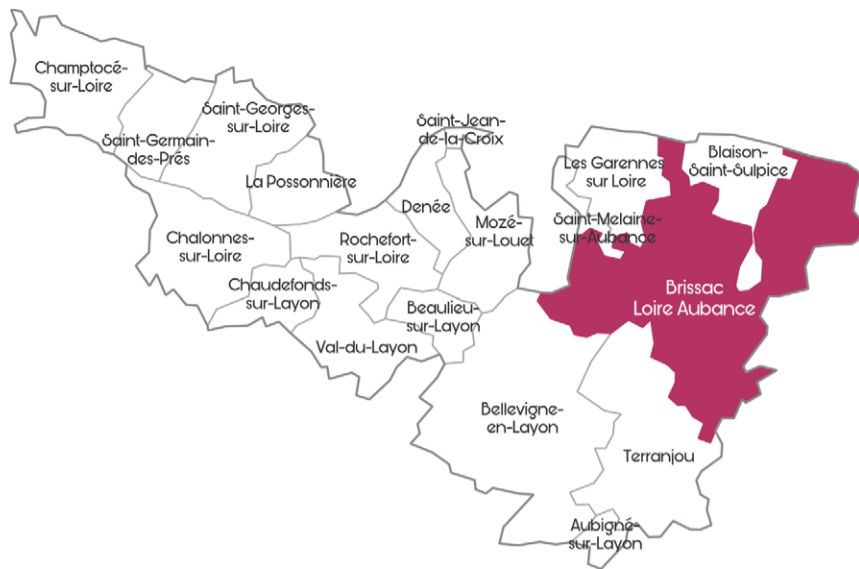 Champtocé-
sur-Loire
Saint-Germain
des-Prés
Saint-Georges-
sur-Loire
La Possonnière
Saint-Jean-
de-la-Croix
Les Garennes
sur Loire
Blaison-
Saint-Sulpice
Denée
Mozé-
sur-Louet
Saint-Melaine-
sur-Aubance
Chalonnes-
sur-Loire
Rochefort-
sur-Loire
Chaudefonds-
sur-Layon
Beaulieu-
sur-Layon
Brissac
Loire Aubance
Val-du-Layon
Bellevigne-
en-Layon
Terranjou
Aubigné-
sur-Layon